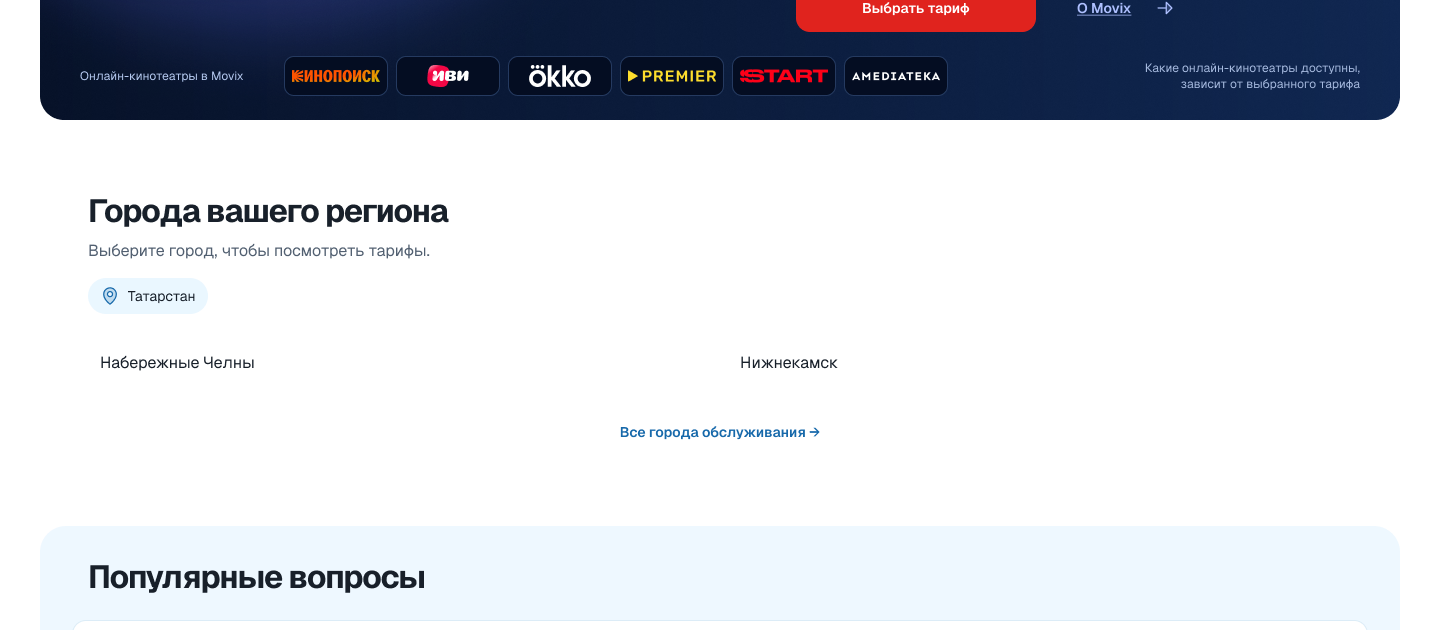 Выбрать тариф
О Movix
Онлайн-кинотеатры в Movix
КИНОПОИСК
иви
okko
PREMIER
START
AMEDIATEKA
Какие онлайн-кинотеатры доступны,
зависит от выбранного тарифа
Города вашего региона
Выберите город, чтобы посмотреть тарифы.
Татарстан
Набережные Челны
Нижнекамск
Все города обслуживания →
Популярные вопросы